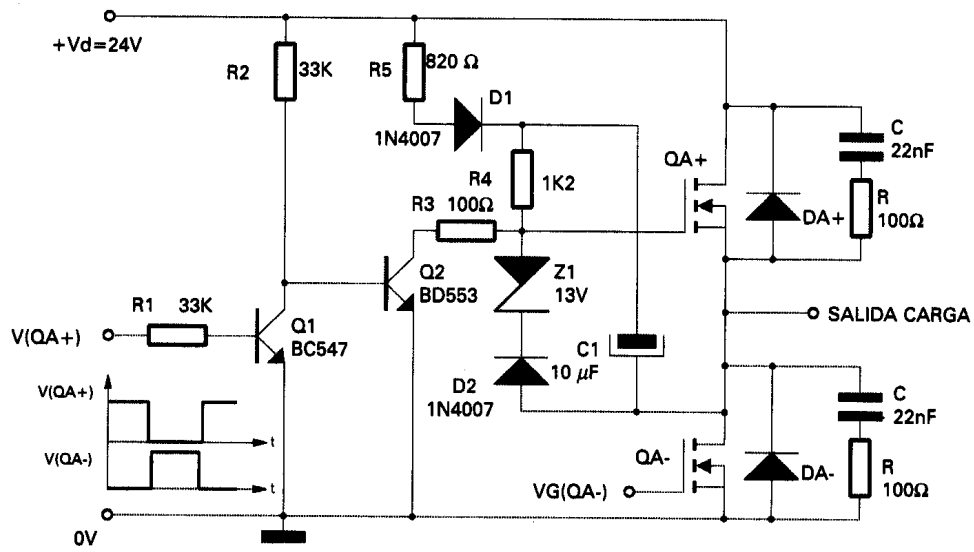 +Vd=24V
R2
33K
R5
820 Ω
D1
1N4007
R4
1K2
R3 100Ω
QA+
C
22nF
DA+
R
100Ω
Q2
BD553
Z1
13V
R1 33K
V(QA+)
Q1
BC547
SALIDA CARGA
C1
10 μF
D2
1N4007
V(QA+)
t
V(QA-)
t
C
22nF
QA-
DA-
R
100Ω
VG(QA-)
0V